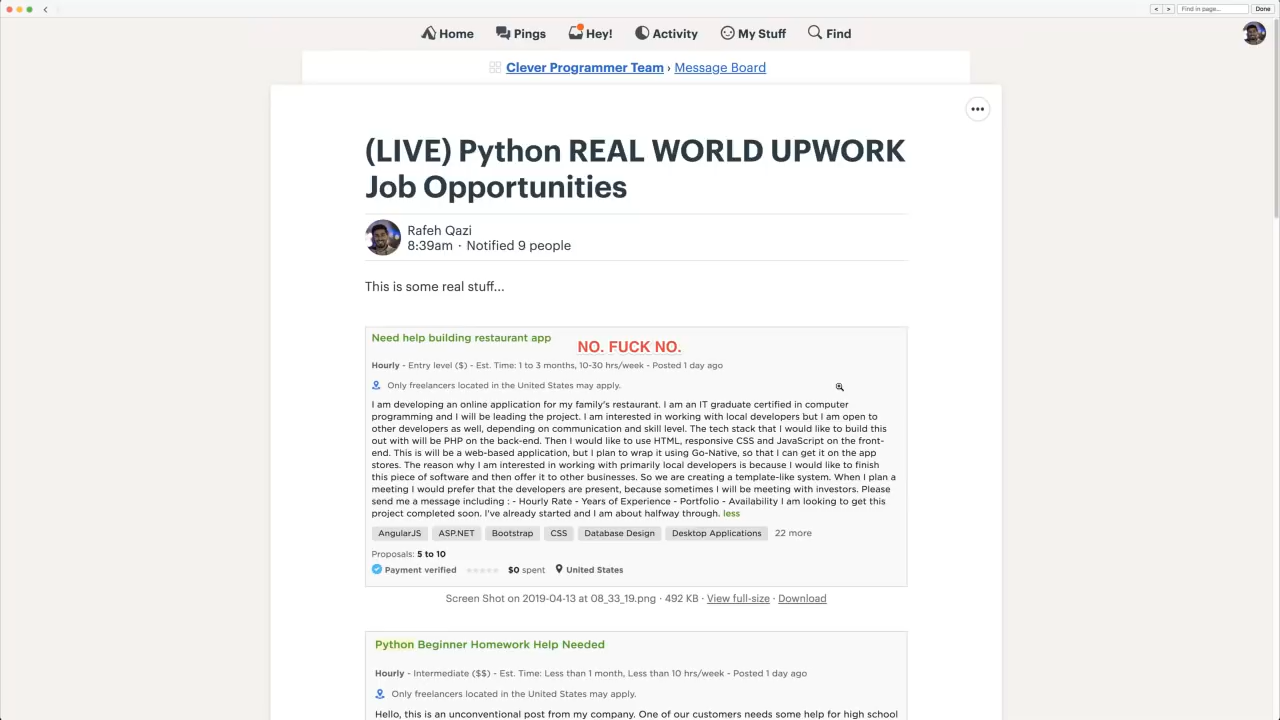 Find in page...
Done
Home
Pings
Hey!
Activity
My Stuff
Find
Clever Programmer Team › Message Board
(LIVE) Python REAL WORLD UPWORK
Job Opportunities
Rafeh Qazi
8:39am · Notified 9 people
This is some real stuff...
Need help building restaurant app
NO. FUCK NO.
Hourly - Entry level ($) - Est. Time: 1 to 3 months, 10-30 hrs/week - Posted 1 day ago
Only freelancers located in the United States may apply.
I am developing an online application for my family's restaurant. I am an IT graduate certified in computer
programming and I will be leading the project. I am interested in working with local developers but I am open to
other developers as well, depending on communication and skill level. The tech stack that I would like to build this
out with will be PHP on the back-end. Then I would like to use HTML, responsive CSS and JavaScript on the front-
end. This will be a web-based application, but I plan to wrap it using Go-Native, so that I can get it on the app
stores. The reason why I am interested in working with primarily local developers is because I would like to finish
this piece of software and then offer it to other businesses. So we are creating a template-like system. When I plan a
meeting I would prefer that the developers are present, because sometimes I will be meeting with investors. Please
send me a message including : - Hourly Rate - Years of Experience - Portfolio - Availability I am looking to get this
project completed soon. I've already started and I am about halfway through. less
AngularJS
ASP.NET
Bootstrap
CSS
Database Design
Desktop Applications
22 more
Proposals: 5 to 10
Payment verified
$0 spent
United States
Screen Shot on 2019-04-13 at 08_33_19.png · 492 KB · View full-size · Download
Python Beginner Homework Help Needed
Hourly - Intermediate ($$) - Est. Time: Less than 1 month, Less than 10 hrs/week - Posted 1 day ago
Only freelancers located in the United States may apply.
Hello, this is an unconventional post from my company. One of our customers needs some help for high school